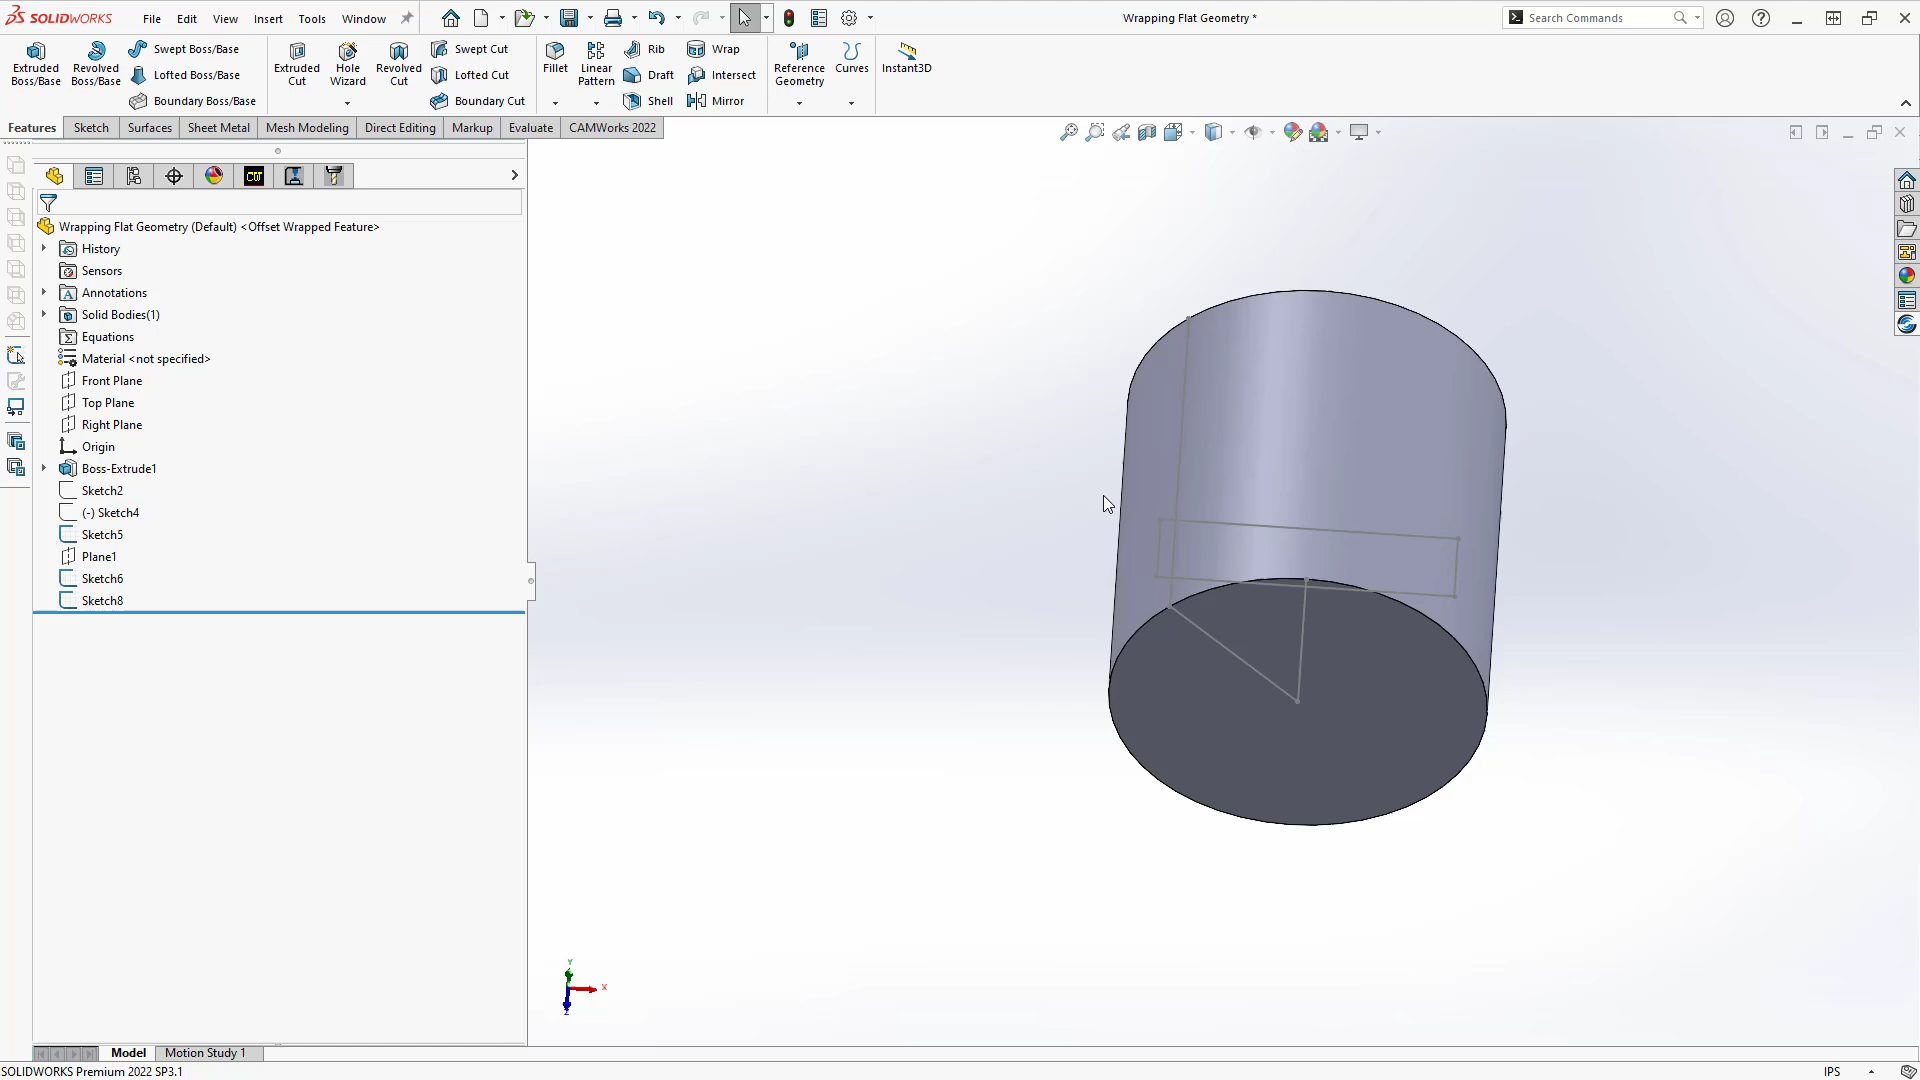 SOLIDWORKS File Edit View Insert Tools Window Wrapping Flat Geometry * Search Commands
Extruded Boss/Base
Revolved Boss/Base
Swept Boss/Base
Lofted Boss/Base
Boundary Boss/Base
Extruded Cut
Hole Wizard
Revolved Cut
Swept Cut
Lofted Cut
Boundary Cut
Fillet
Linear Pattern
Rib
Draft
Shell
Wrap
Intersect
Mirror
Reference Geometry
Curves
Instant3D
Features Sketch Surfaces Sheet Metal Mesh Modeling Direct Editing Markup Evaluate CAMWorks 2022
CW
Wrapping Flat Geometry (Default) <Offset Wrapped Feature>
History
Sensors
A Annotations
Solid Bodies(1)
Equations
Material <not specified>
Front Plane
Top Plane
Right Plane
Origin
Boss-Extrude1
Sketch2
(-) Sketch4
Sketch5
Plane1
Sketch6
Sketch8
Y
X
Z
Model Motion Study 1
SOLIDWORKS Premium 2022 SP3.1 IPS